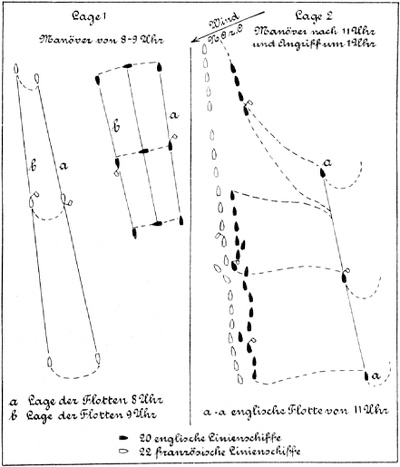 Lage 1
Manöver von 8-9 Uhr
Wind
N.O.z.O
Lage 2
Manöver nach 11 Uhr
und Angriff um 1 Uhr
b
a
b
a
a
a
a Lage der Flotten 8 Uhr
b Lage der Flotten 9 Uhr
a-a englische Flotte von 11 Uhr
20 englische Linienschiffe
22 französische Linienschiffe